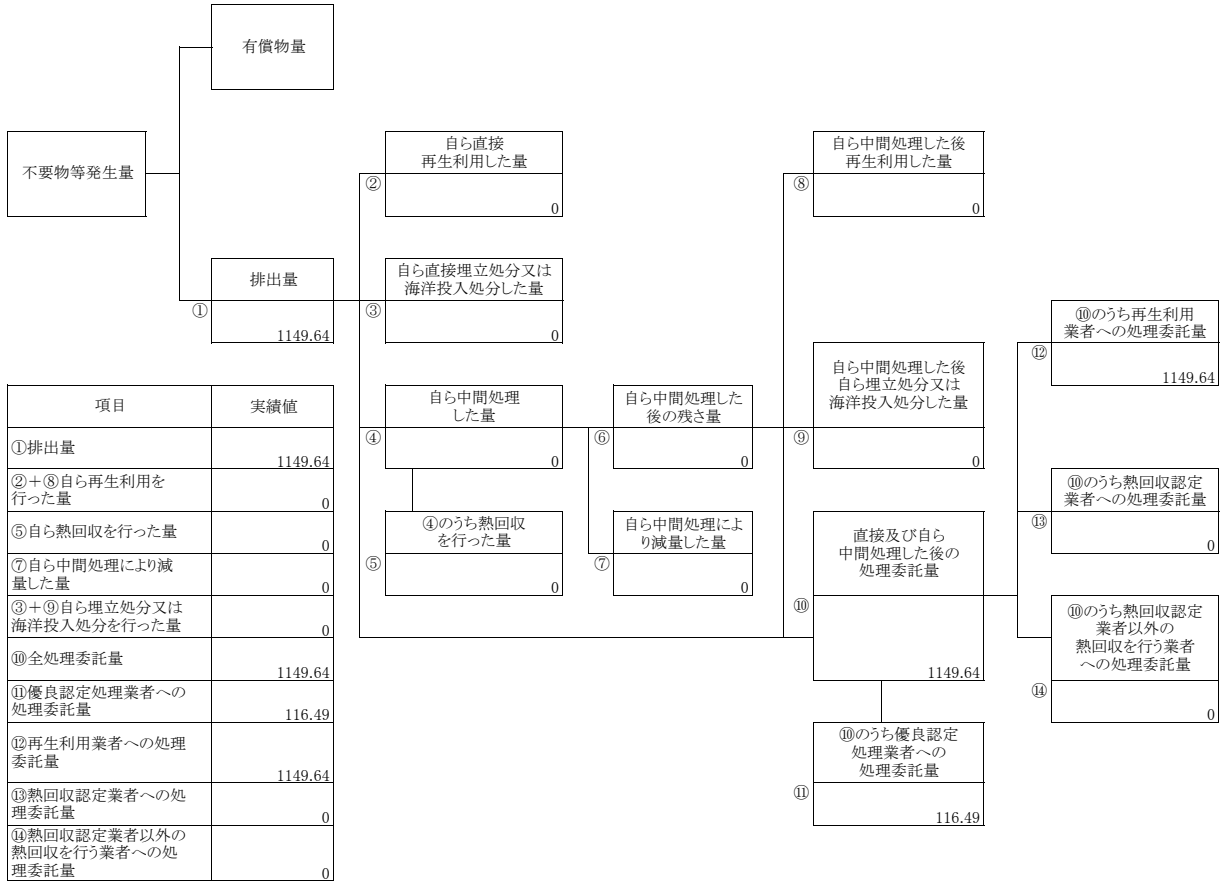 有償物量
不要物等発生量
排出量
①
1149.64
自ら直接
再生利用した量
②
0
自ら直接埋立処分又は
海洋投入処分した量
③
0
自ら中間処理
した量
④
0
④のうち熱回収
を行った量
⑤
0
自ら中間処理した
後の残さ量
⑥
0
自ら中間処理によ
り減量した量
⑦
0
自ら中間処理した後
再生利用した量
⑧
0
自ら中間処理した後
自ら埋立処分又は
海洋投入処分した量
⑨
0
直接及び自ら
中間処理した後の
処理委託量
⑩
1149.64
⑩のうち優良認定
処理業者への
処理委託量
⑪
116.49
⑩のうち再生利用
業者への処理委託量
⑫
1149.64
⑩のうち熱回収認定
業者への処理委託量
⑬
0
⑩のうち熱回収認定
業者以外の
熱回収を行う業者
への処理委託量
⑭
0
項目 実績値
①排出量
1149.64
②+⑧自ら再生利用を
行った量
0
⑤自ら熱回収を行った量
0
⑦自ら中間処理により減
量した量
0
③+⑨自ら埋立処分又は
海洋投入処分を行った量
0
⑩全処理委託量
1149.64
⑪優良認定処理業者への
処理委託量
116.49
⑫再生利用業者への処理
委託量
1149.64
⑬熱回収認定業者への処
理委託量
0
⑭熱回収認定業者以外の
熱回収を行う業者への処
理委託量
0